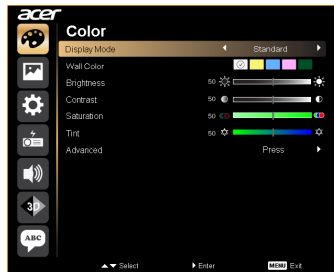 acer
Color
Display Mode Standard
Wall Color
Brightness 50
Contrast 50
Saturation 50
Tint 50
Advanced Press
3D
ABC
Select Enter MENU Exit